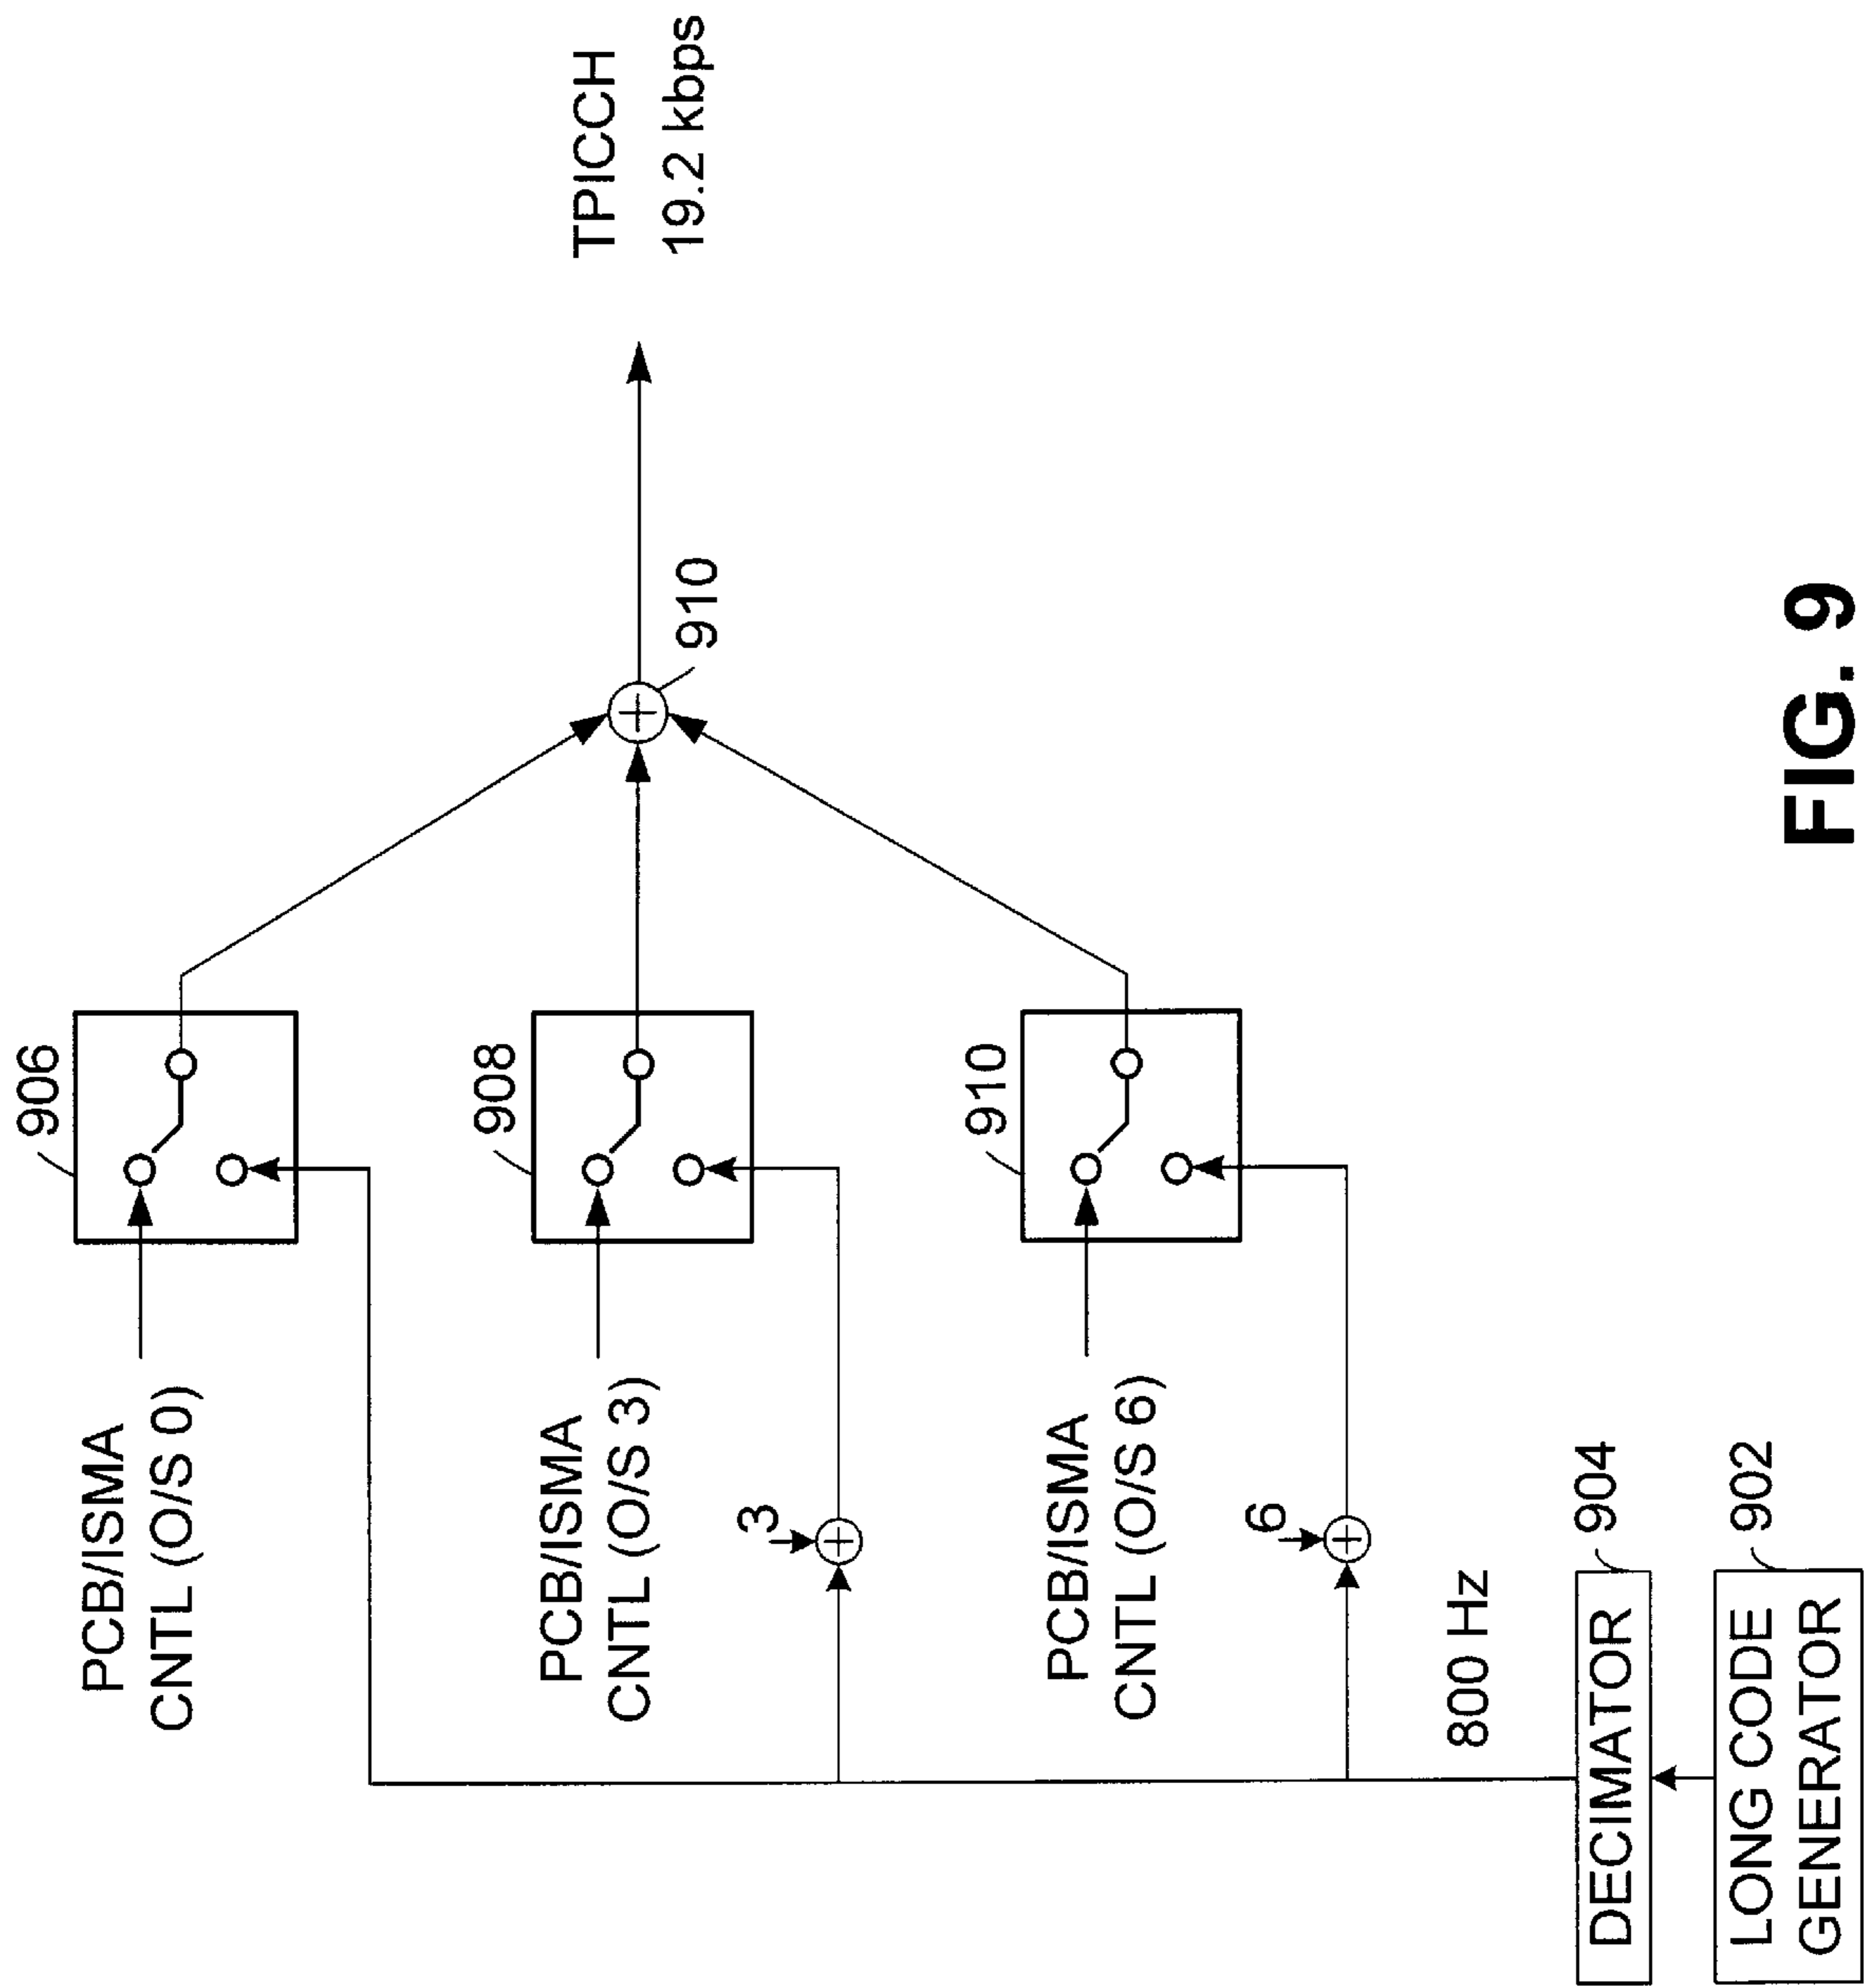 906
PCB/ISMA
CNTL (O/S 0)
908
PCB/ISMA
CNTL (O/S 3)
3
910
PCB/ISMA
CNTL (O/S 6)
6
910
TPICCH
19.2 kbps
800 Hz
DECIMATOR
904
LONG CODE
GENERATOR
902
FIG. 9